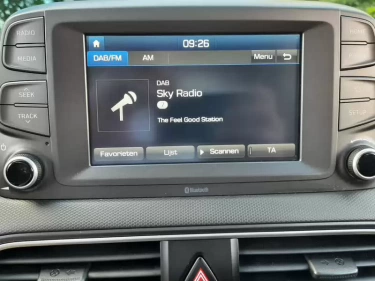 RADIO
MEDIA
SEEK
TRACK
09:26
DAB/FM AM Menu
DAB
Sky Radio
The Feel Good Station
Favorieten Lijst Scannen TA
Bluetooth